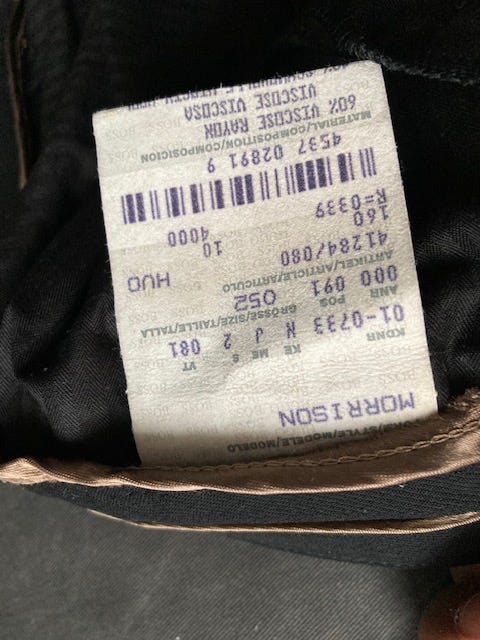 /STYLE/MODELE/MODELO
MORRISON
KDNR KE ME S VT
01-0733 N J 2 081
ANR POS GRÖSSE/SIZE/TAILLE/TALLA
000 091 052
ARTIKEL/ARTICLE/ARTICULO
41284/080 HUG
160 10
R=0339 4000
4537 02891 9
MATERIAL/COMPOSITION/COMPOSICION
60% VISCOSE RAYON
VISCOSE VISCOSA